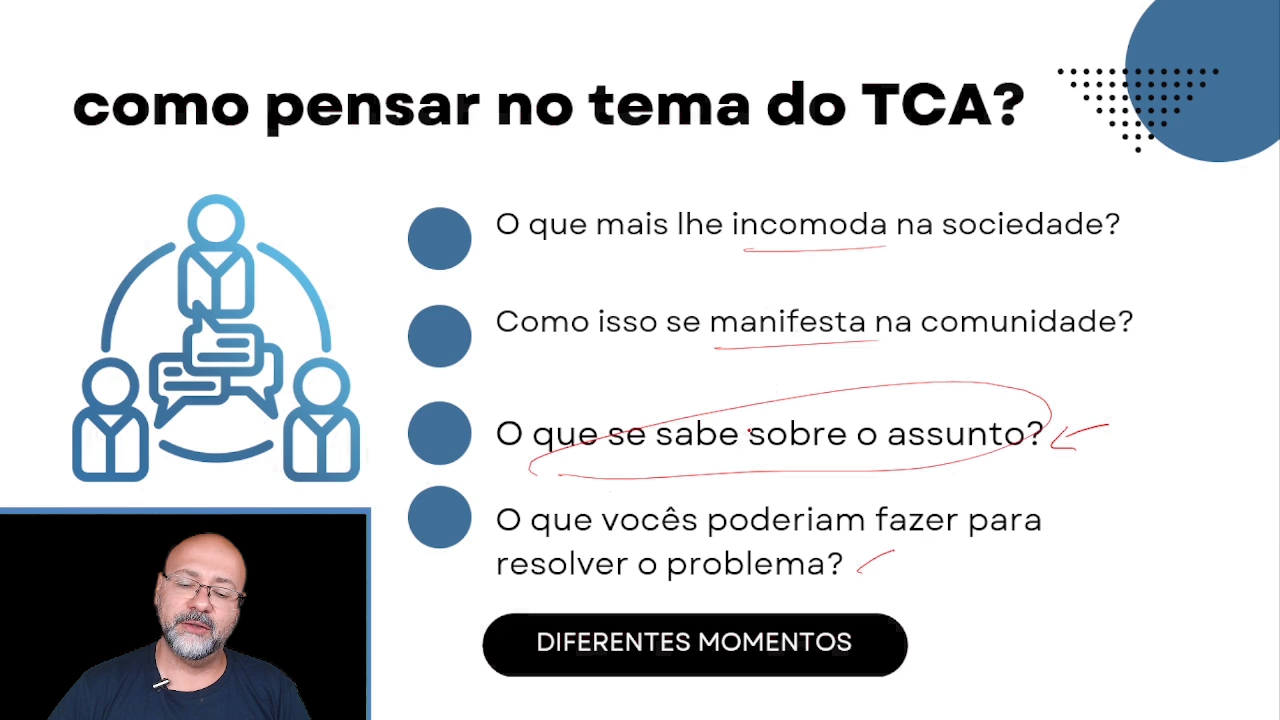 como pensar no tema do TCA?
O que mais lhe incomoda na sociedade?
Como isso se manifesta na comunidade?
O que se sabe sobre o assunto?
O que vocês poderiam fazer para
resolver o problema?
DIFERENTES MOMENTOS